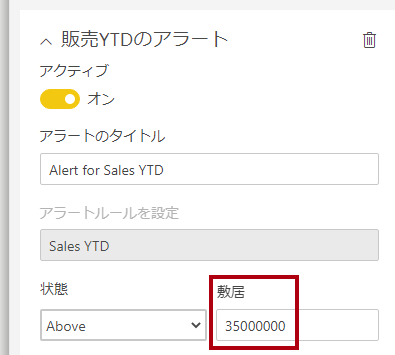 販売YTDのアラート
アクティブ
オン
アラートのタイトル
Alert for Sales YTD
アラートルールを設定
Sales YTD
状態 敷居
Above 35000000